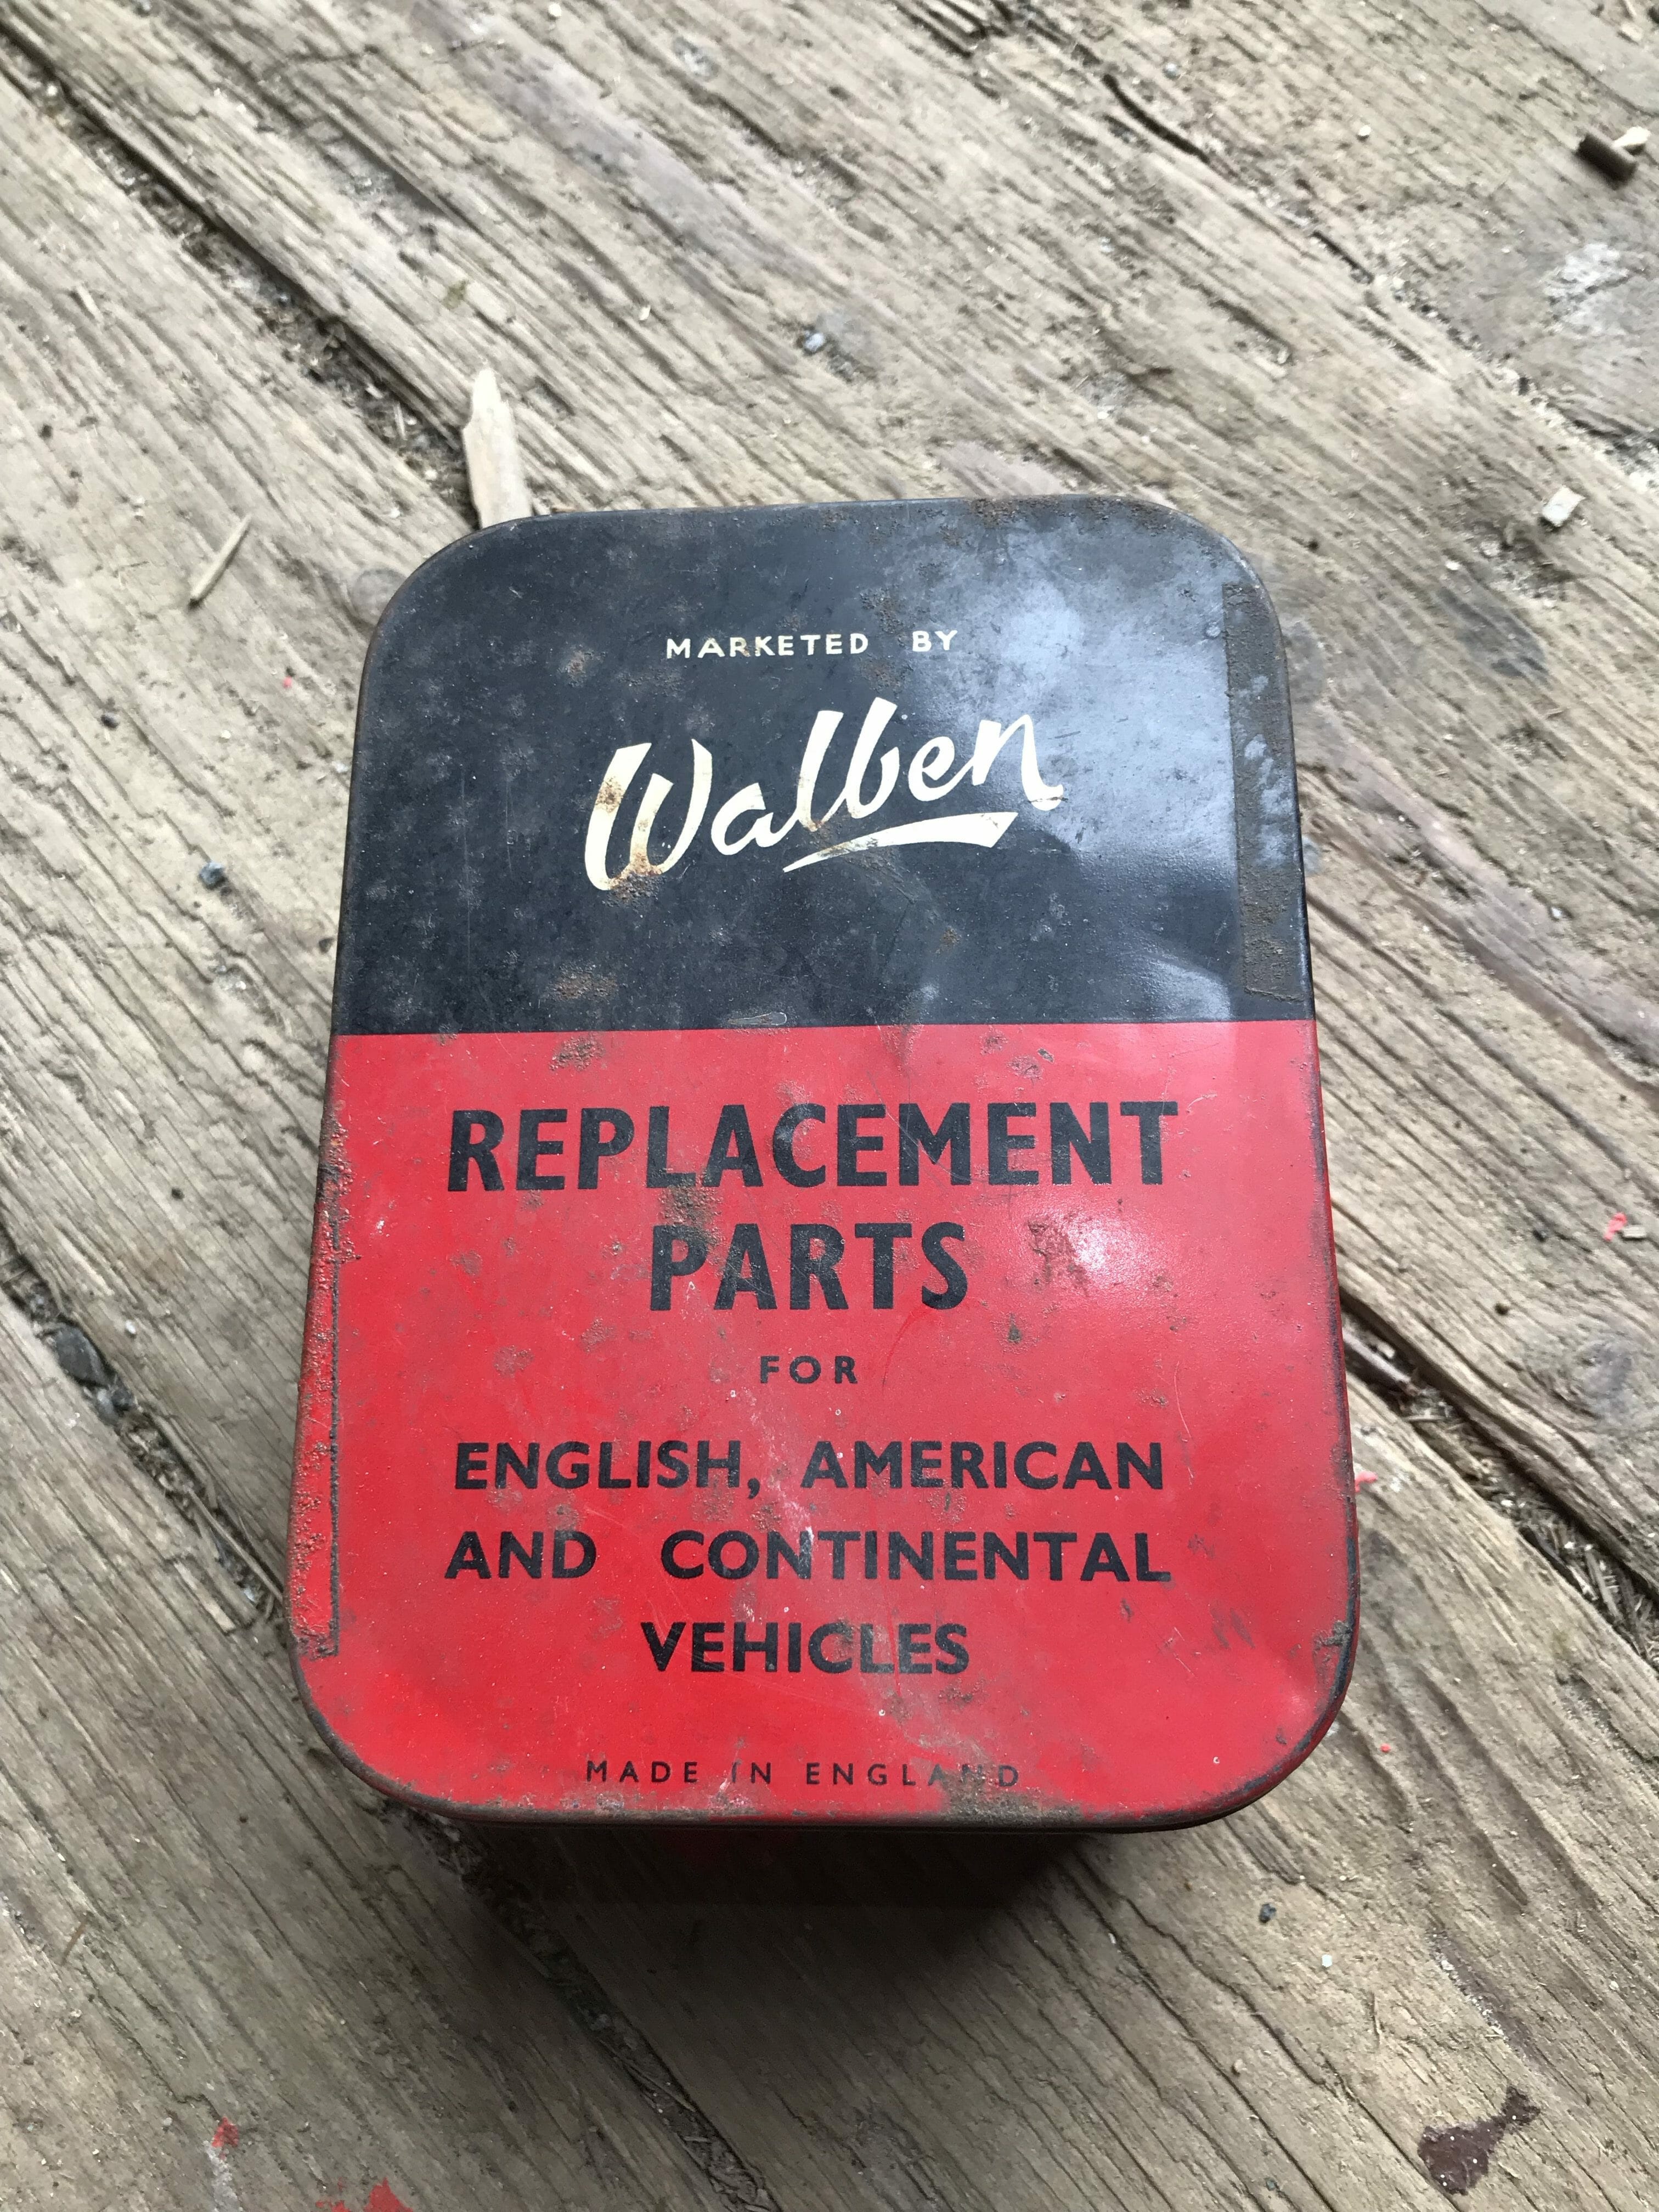 MARKETED BY
Walben
REPLACEMENT
PARTS
FOR
ENGLISH, AMERICAN
AND CONTINENTAL
VEHICLES
MADE IN ENGLAND